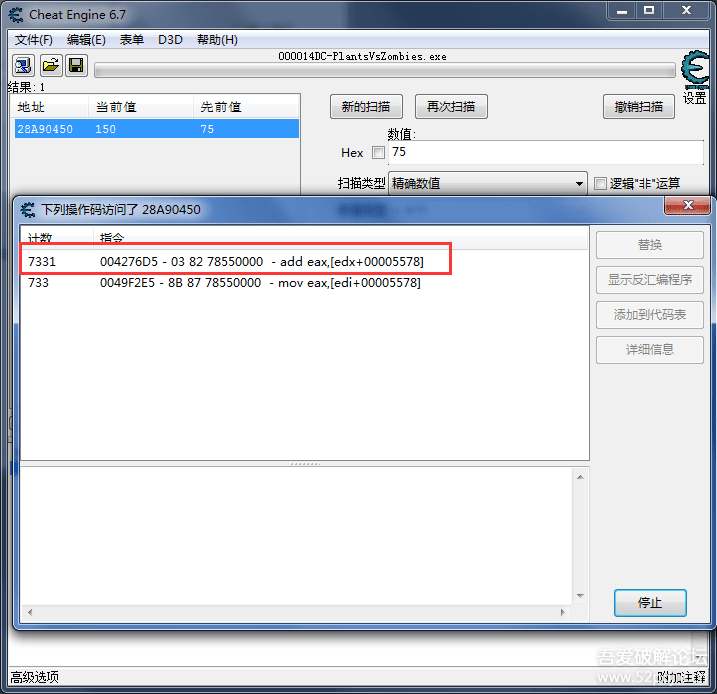 Cheat Engine 6.7
文件(F) 编辑(E) 表单 D3D 帮助(H)
000014DC-PlantsVsZombies.exe
结果: 1
设置
地址 当前值 先前值
28A90450 150 75
新的扫描 再次扫描 撤销扫描
数值:
Hex 75
扫描类型 精确数值 逻辑"非"运算
下列操作码访问了 28A90450
计数 指令
7331 004276D5 - 03 82 78550000 - add eax,[edx+00005578]
733 0049F2E5 - 8B 87 78550000 - mov eax,[edi+00005578]
替换
显示反汇编程序
添加到代码表
详细信息
停止
吾爱破解论坛
高级选项
附加注释